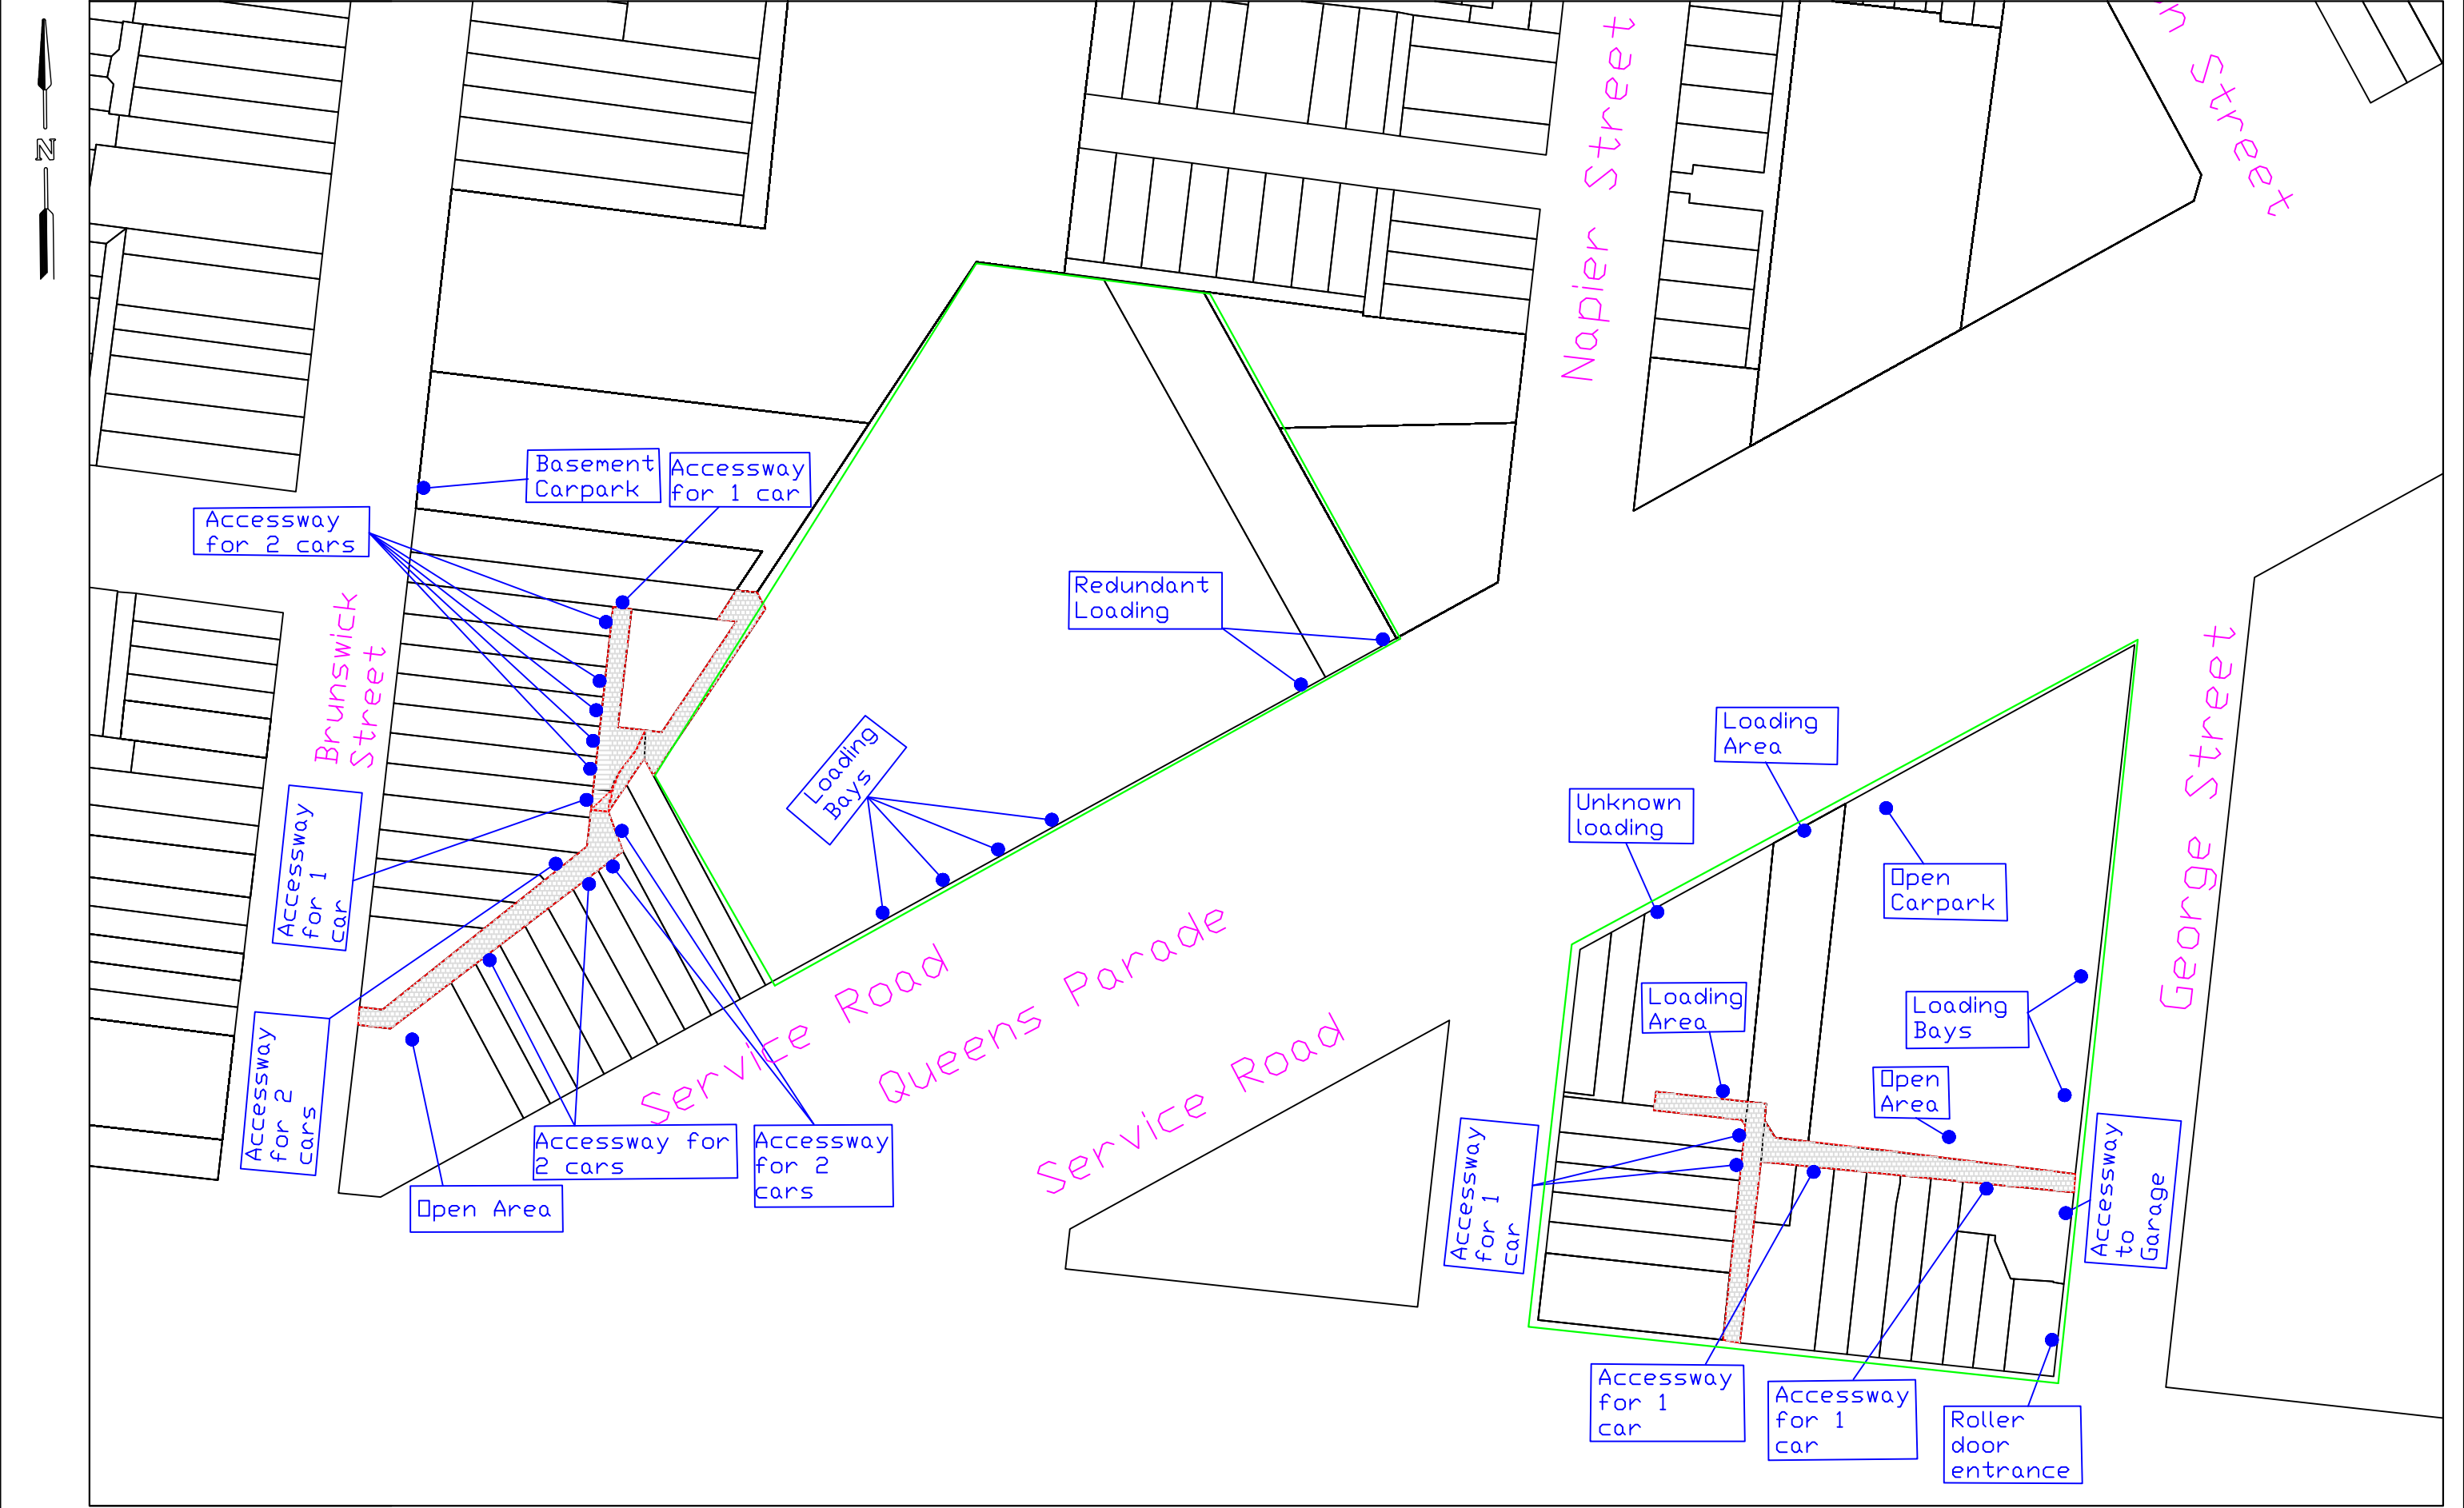 N
Street
Napier Street
Basement
Carpark
Accessway
for 1 car
Accessway
for 2 cars
Redundant
Loading
Brunswick
Street
Loading
Bays
Loading
Area
Unknown
loading
Open
Carpark
George Street
Accessway
for 1
car
Service Road
Queens Parade
Service Road
Loading
Area
Loading
Bays
Open
Area
Accessway
for 2
cars
Accessway for
2 cars
Accessway
for 2
cars
Open Area
Accessway
for 1
car
Accessway
to
Garage
Accessway
for 1
car
Accessway
for 1
car
Roller
door
entrance